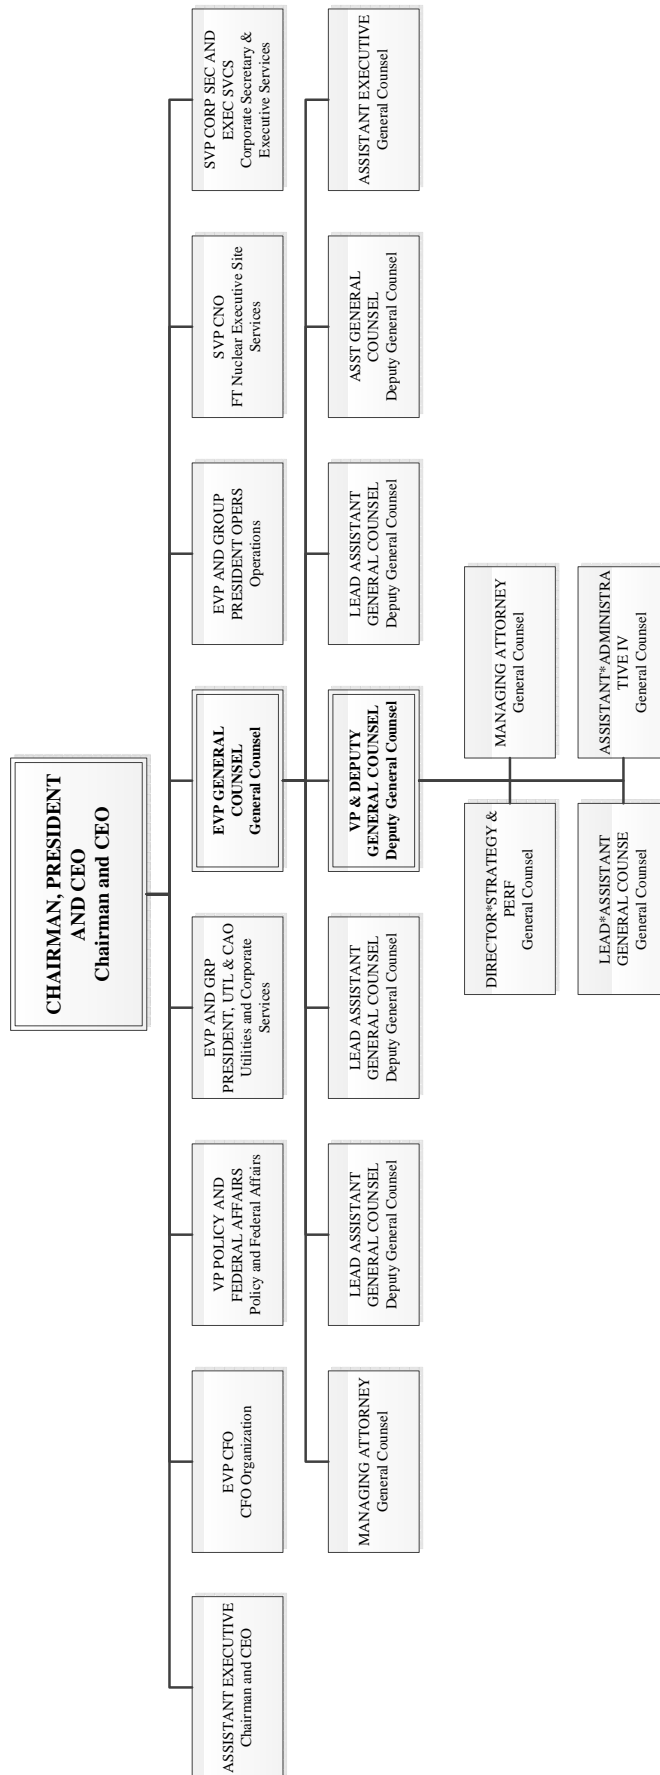 CHAIRMAN, PRESIDENT
AND CEO
Chairman and CEO
ASSISTANT EXECUTIVE
Chairman and CEO
EVP CFO
CFO Organization
VP POLICY AND
FEDERAL AFFAIRS
Policy and Federal Affairs
EVP AND GRP
PRESIDENT, UTL & CAO
Utilities and Corporate
Services
EVP GENERAL
COUNSEL
General Counsel
EVP AND GROUP
PRESIDENT OPERS
Operations
SVP CNO
FT Nuclear Executive Site
Services
SVP CORP SEC AND
EXEC SVCS
Corporate Secretary &
Executive Services
MANAGING ATTORNEY
General Counsel
LEAD ASSISTANT
GENERAL COUNSEL
Deputy General Counsel
LEAD ASSISTANT
GENERAL COUNSEL
Deputy General Counsel
VP & DEPUTY
GENERAL COUNSEL
Deputy General Counsel
LEAD ASSISTANT
GENERAL COUNSEL
Deputy General Counsel
ASST GENERAL
COUNSEL
Deputy General Counsel
ASSISTANT EXECUTIVE
General Counsel
DIRECTOR*STRATEGY &
PERF
General Counsel
MANAGING ATTORNEY
General Counsel
LEAD*ASSISTANT
GENERAL COUNSE
General Counsel
ASSISTANT*ADMINISTRA
TIVE IV
General Counsel